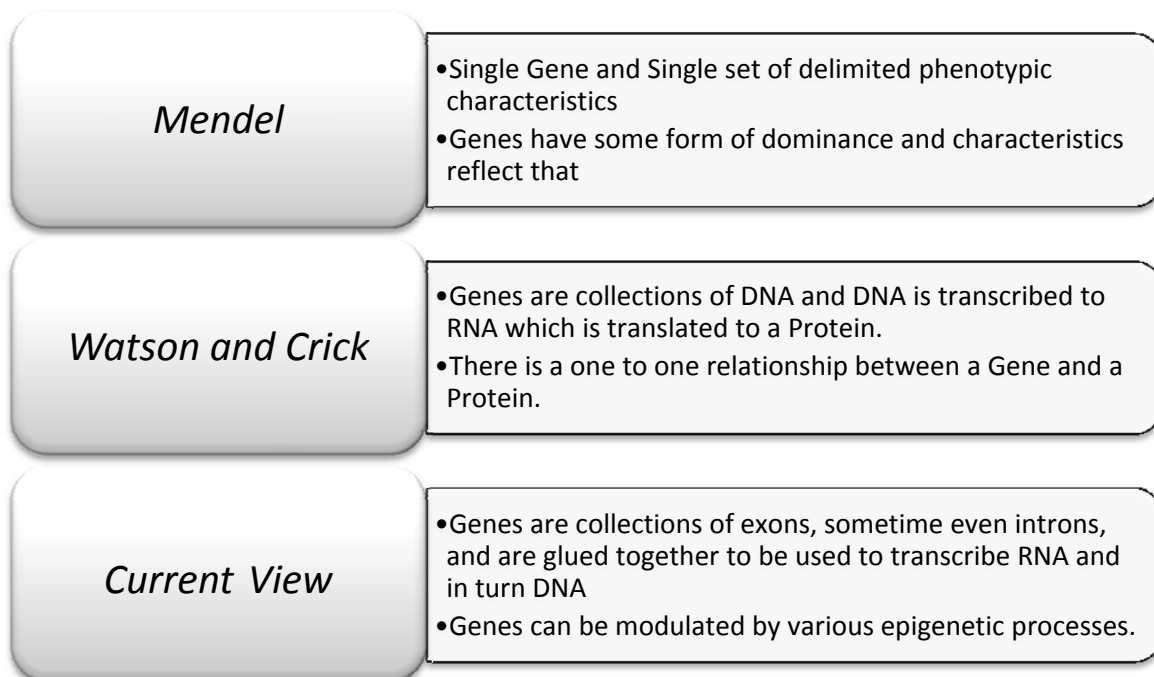 Mendel
•Single Gene and Single set of delimited phenotypic
characteristics
•Genes have some form of dominance and characteristics
reflect that
Watson and Crick
•Genes are collections of DNA and DNA is transcribed to
RNA which is translated to a Protein.
•There is a one to one relationship between a Gene and a
Protein.
Current View
•Genes are collections of exons, sometime even introns,
and are glued together to be used to transcribe RNA and
in turn DNA
•Genes can be modulated by various epigenetic processes.